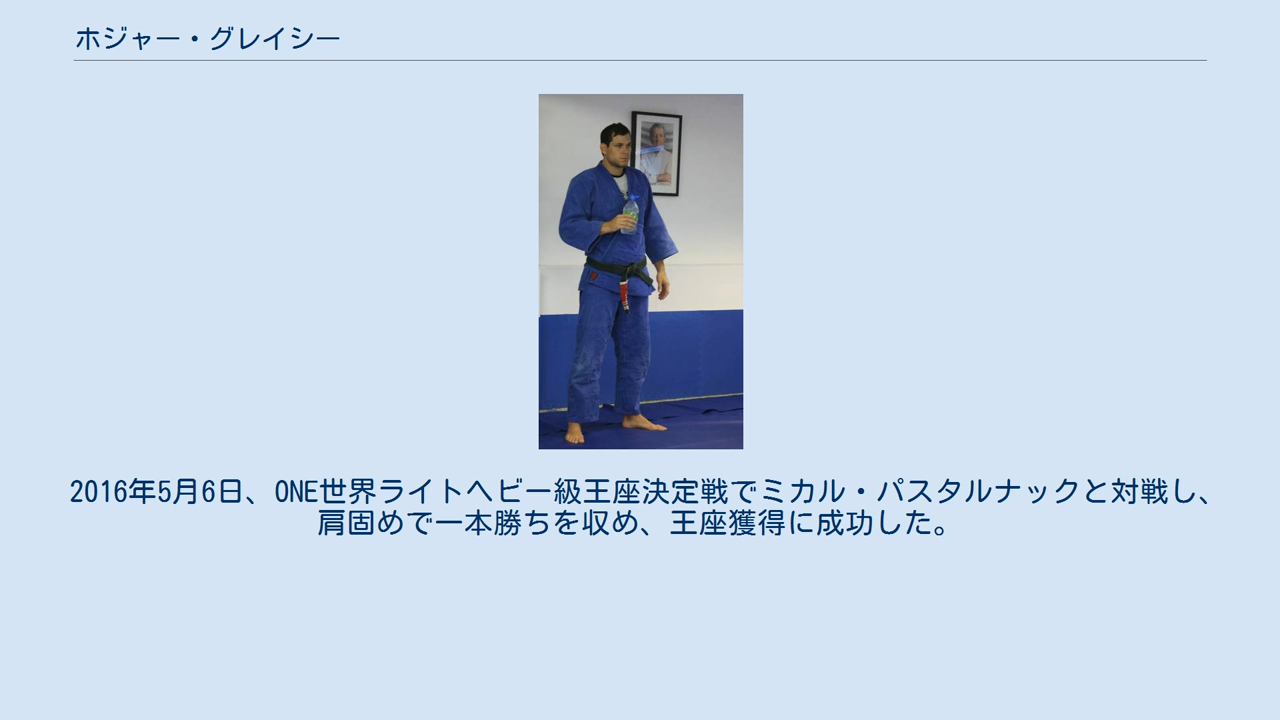 ホジャー・グレイシー
2016年5月6日、ONE世界ライトヘビー級王座決定戦でミカル・パスタルナックと対戦し、
肩固めで一本勝ちを収め、王座獲得に成功した。